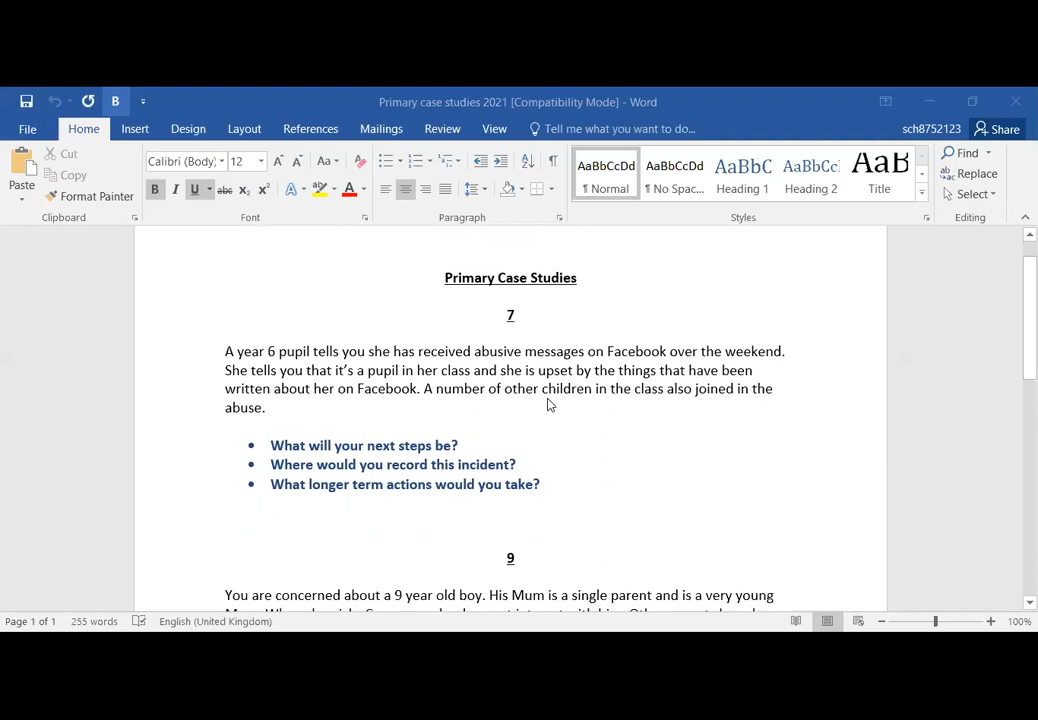 Primary case studies 2021 [Compatibility Mode] - Word
File Home Insert Design Layout References Mailings Review View Tell me what you want to do... sch8752123 Share
Paste
Cut
Copy
Format Painter
Clipboard
Calibri (Body) 12
Font
Paragraph
AaBbCcDd AaBbCcDd AaBbC AaBbCc AaB
¶ Normal ¶ No Spac... Heading 1 Heading 2 Title
Styles
Find
Replace
Select
Editing
Primary Case Studies
7
A year 6 pupil tells you she has received abusive messages on Facebook over the weekend.
She tells you that it's a pupil in her class and she is upset by the things that have been
written about her on Facebook. A number of other children in the class also joined in the
abuse.
• What will your next steps be?
• Where would you record this incident?
• What longer term actions would you take?
9
You are concerned about a 9 year old boy. His Mum is a single parent and is a very young
Page 1 of 1 255 words English (United Kingdom) 100%